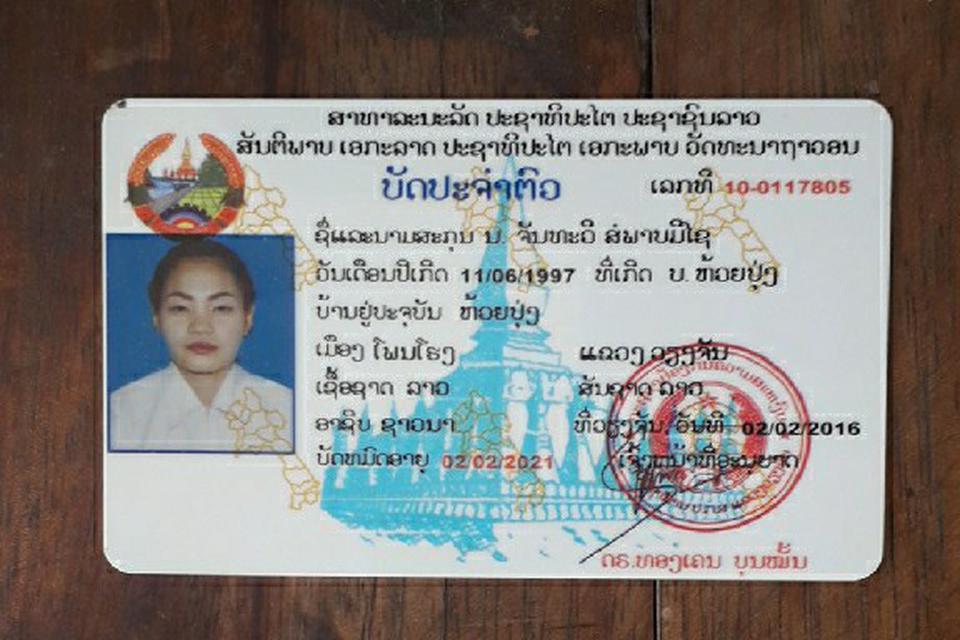 ສາທາລະນະລັດ ປະຊາທິປະໄຕ ປະຊາຊົນລາວ
ສັນຕິພາບ ເອກະລາດ ປະຊາທິປະໄຕ ເອກະພາບ ວັດທະນາຖາວອນ
ບັດປະຈຳຕົວ
ເລກທີ 10-0117805
ຊື່ແລະນາມສະກຸນ ນ. ຈັນທະວີ ສົມພາບມີໄຊ
ວັນເດືອນປີເກີດ 11/06/1997 ທີ່ເກີດ ບ. ຫ້ວຍປຸ່ງ
ບ້ານຢູ່ປະຈຸບັນ ຫ້ວຍປຸ່ງ
ເມືອງ ໂພນໂຮງ ແຂວງ ວຽງຈັນ
ເຊື້ອຊາດ ລາວ ສັນຊາດ ລາວ
ອາຊີບ ຊາວນາ ທີ່ວຽງຈັນ, ວັນທີ 02/02/2016
ບັດຫມົດອາຍຸ 02/02/2021 ເຈົ້າຫນ້າທີ່ອະນຸຍາດ
ດຣ.ທອງເຄນ ບຸນໝັ້ນ